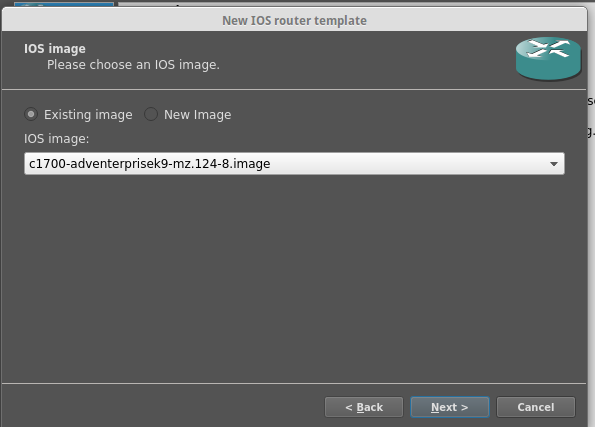 New IOS router template
IOS image
Please choose an IOS image.
Existing image
New Image
IOS image:
c1700-adventerprisek9-mz.124-8.image
< Back
Next >
Cancel